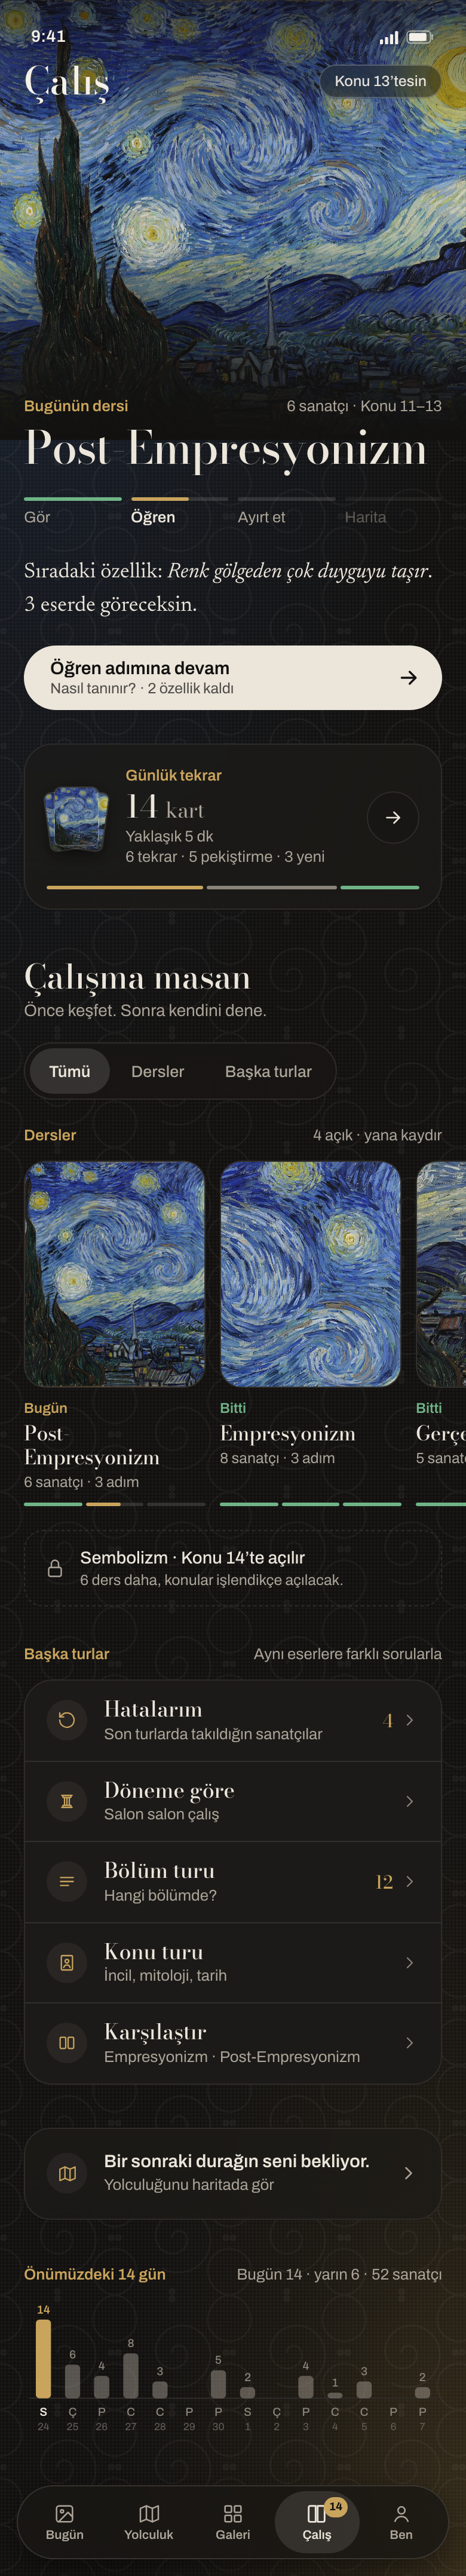 9:41
Çalış
Konu 13’tesin
Bugünün dersi
6 sanatçı · Konu 11–13
Post-Empresyonizm
Gör
Öğren
Ayırt et
Harita
Sıradaki özellik: Renk gölgeden çok duyguyu taşır.
3 eserde göreceksin.
Öğren adımına devam
Nasıl tanınır? · 2 özellik kaldı
Günlük tekrar
14 kart
Yaklaşık 5 dk
6 tekrar · 5 pekiştirme · 3 yeni
Çalışma masan
Önce keşfet. Sonra kendini dene.
Tümü
Dersler
Başka turlar
Dersler
4 açık · yana kaydır
Bugün
Post-
Empresyonizm
6 sanatçı · 3 adım
Bitti
Empresyonizm
8 sanatçı · 3 adım
Bitti
Gerçe
5 sanat
Sembolizm · Konu 14’te açılır
6 ders daha, konular işlendikçe açılacak.
Başka turlar
Aynı eserlere farklı sorularla
Hatalarım
Son turlarda takıldığın sanatçılar
4
Döneme göre
Salon salon çalış
Bölüm turu
Hangi bölümde?
12
Konu turu
İncil, mitoloji, tarih
Karşılaştır
Empresyonizm · Post-Empresyonizm
Bir sonraki durağın seni bekliyor.
Yolculuğunu haritada gör
Önümüzdeki 14 gün
Bugün 14 · yarın 6 · 52 sanatçı
14 6 4 8 3 5 2 4 1 3 2
S Ç P C C P P S Ç P C C P P
24 25 26 27 28 29 30 1 2 3 4 5 6 7
14
Bugün
Yolculuk
Galeri
Çalış
Ben